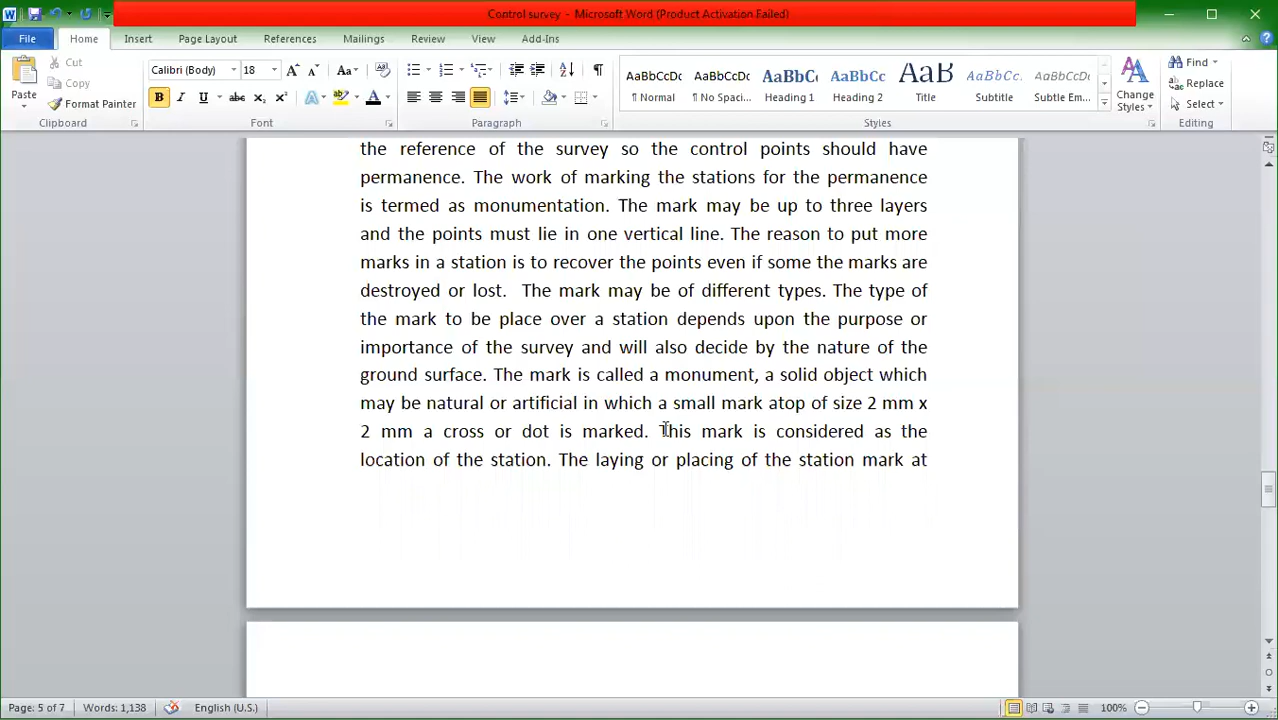 Control survey - Microsoft Word (Product Activation Failed)
File Home Insert Page Layout References Mailings Review View Add-Ins
Cut
Copy
Format Painter
Paste
Clipboard
Calibri (Body) 18
Font
Paragraph
AaBbCcDc AaBbCcDc AaBbC AaBbCc AaB AaBbCc. AaBbCcDc
¶ Normal ¶ No Spaci... Heading 1 Heading 2 Title Subtitle Subtle Em...
Change
Styles
Styles
Find
Replace
Select
Editing
the reference of the survey so the control points should have
permanence. The work of marking the stations for the permanence
is termed as monumentation. The mark may be up to three layers
and the points must lie in one vertical line. The reason to put more
marks in a station is to recover the points even if some the marks are
destroyed or lost. The mark may be of different types. The type of
the mark to be place over a station depends upon the purpose or
importance of the survey and will also decide by the nature of the
ground surface. The mark is called a monument, a solid object which
may be natural or artificial in which a small mark atop of size 2 mm x
2 mm a cross or dot is marked. This mark is considered as the
location of the station. The laying or placing of the station mark at
Page: 5 of 7 Words: 1,138 English (U.S.) 100%